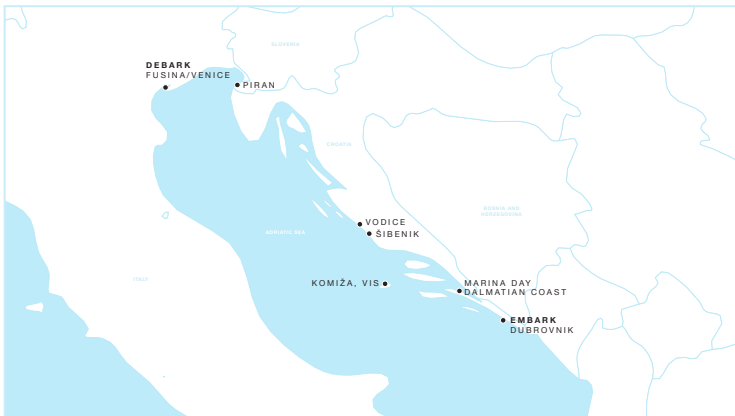 SLOVENIA
DEBARK
FUSINA/VENICE
PIRAN
CROATIA
BOSNIA AND
HERZEGOVINA
VODICE
ADRIATIC SEA
ŠIBENIK
ITALY
KOMIŽA, VIS
MARINA DAY
DALMATIAN COAST
EMBARK
DUBROVNIK